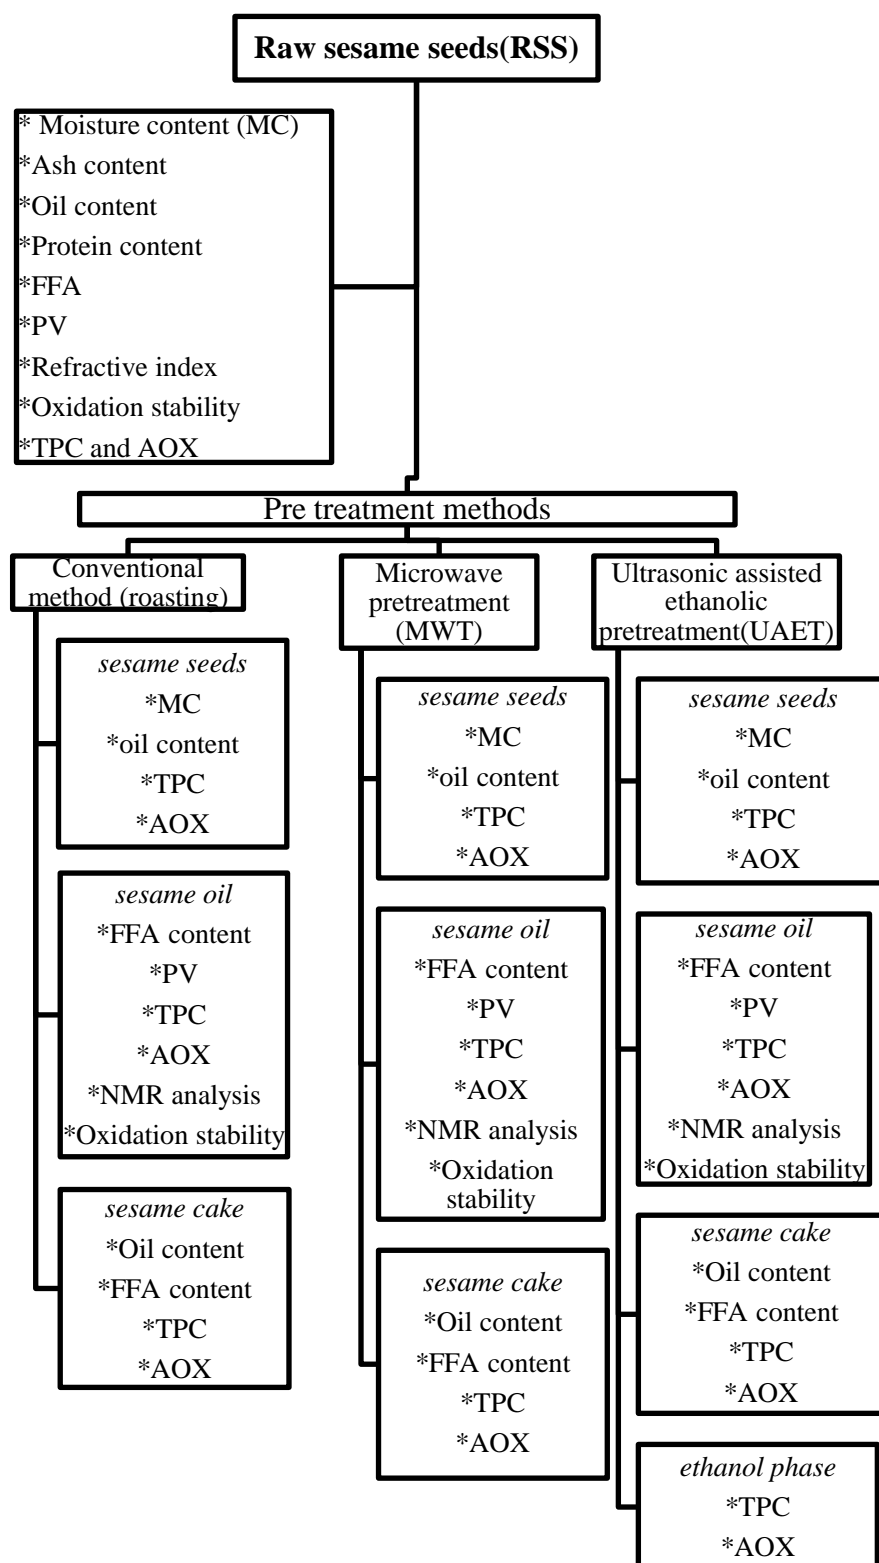 Raw sesame seeds(RSS)
* Moisture content (MC)
*Ash content
*Oil content
*Protein content
*FFA
*PV
*Refractive index
*Oxidation stability
*TPC and AOX
Pre treatment methods
Conventional
method (roasting)
sesame seeds
*MC
*oil content
*TPC
*AOX
sesame oil
*FFA content
*PV
*TPC
*AOX
*NMR analysis
*Oxidation stability
sesame cake
*Oil content
*FFA content
*TPC
*AOX
Microwave
pretreatment
(MWT)
sesame seeds
*MC
*oil content
*TPC
*AOX
sesame oil
*FFA content
*PV
*TPC
*AOX
*NMR analysis
*Oxidation
stability
sesame cake
*Oil content
*FFA content
*TPC
*AOX
Ultrasonic assisted
ethanolic
pretreatment(UAET)
sesame seeds
*MC
*oil content
*TPC
*AOX
sesame oil
*FFA content
*PV
*TPC
*AOX
*NMR analysis
*Oxidation stability
sesame cake
*Oil content
*FFA content
*TPC
*AOX
ethanol phase
*TPC
*AOX